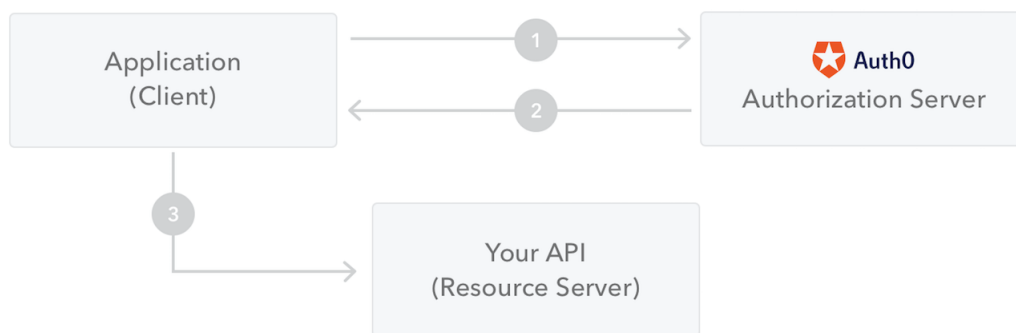 Application
(Client)
1
Auth0
Authorization Server
2
3
Your API
(Resource Server)